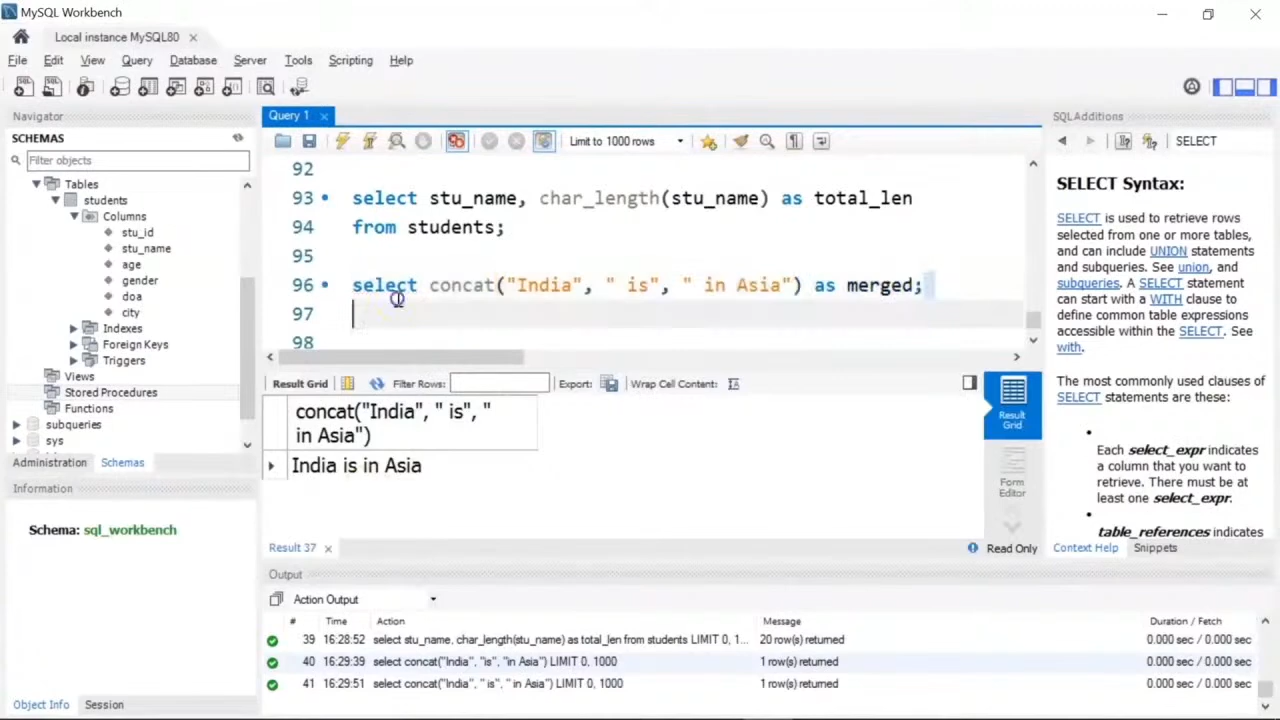 MySQL Workbench
Local instance MySQL80
File Edit View Query Database Server Tools Scripting Help
Navigator
SCHEMAS
Filter objects
Tables
students
Columns
stu_id
stu_name
age
gender
doa
city
Indexes
Foreign Keys
Triggers
Views
Stored Procedures
Functions
subqueries
sys
Administration Schemas
Information
Schema: sql_workbench
Object Info Session
Query 1
Limit to 1000 rows
92
93 select stu_name, char_length(stu_name) as total_len
94 from students;
95
96 select concat("India", " is", " in Asia") as merged;
97
98
Result Grid Filter Rows: Export: Wrap Cell Content:
concat("India", " is", "
in Asia")
India is in Asia
Result
Grid
Form
Editor
Result 37
Read Only
Output
Action Output
# Time Action Message Duration / Fetch
39 16:28:52 select stu_name, char_length(stu_name) as total_len from students LIMIT 0, 1... 20 row(s) returned 0.000 sec / 0.000 sec
40 16:29:39 select concat("India", "is", "in Asia") LIMIT 0, 1000 1 row(s) returned 0.000 sec / 0.000 sec
41 16:29:51 select concat("India", " is", " in Asia") LIMIT 0, 1000 1 row(s) returned 0.000 sec / 0.000 sec
SQLAdditions
SELECT
SELECT Syntax:
SELECT is used to retrieve rows
selected from one or more tables,
and can include UNION statements
and subqueries. See union, and
subqueries. A SELECT statement
can start with a WITH clause to
define common table expressions
accessible within the SELECT. See
with.
The most commonly used clauses of
SELECT statements are these:
Each select_expr indicates
a column that you want to
retrieve. There must be at
least one select_expr.
table_references indicates
Context Help Snippets